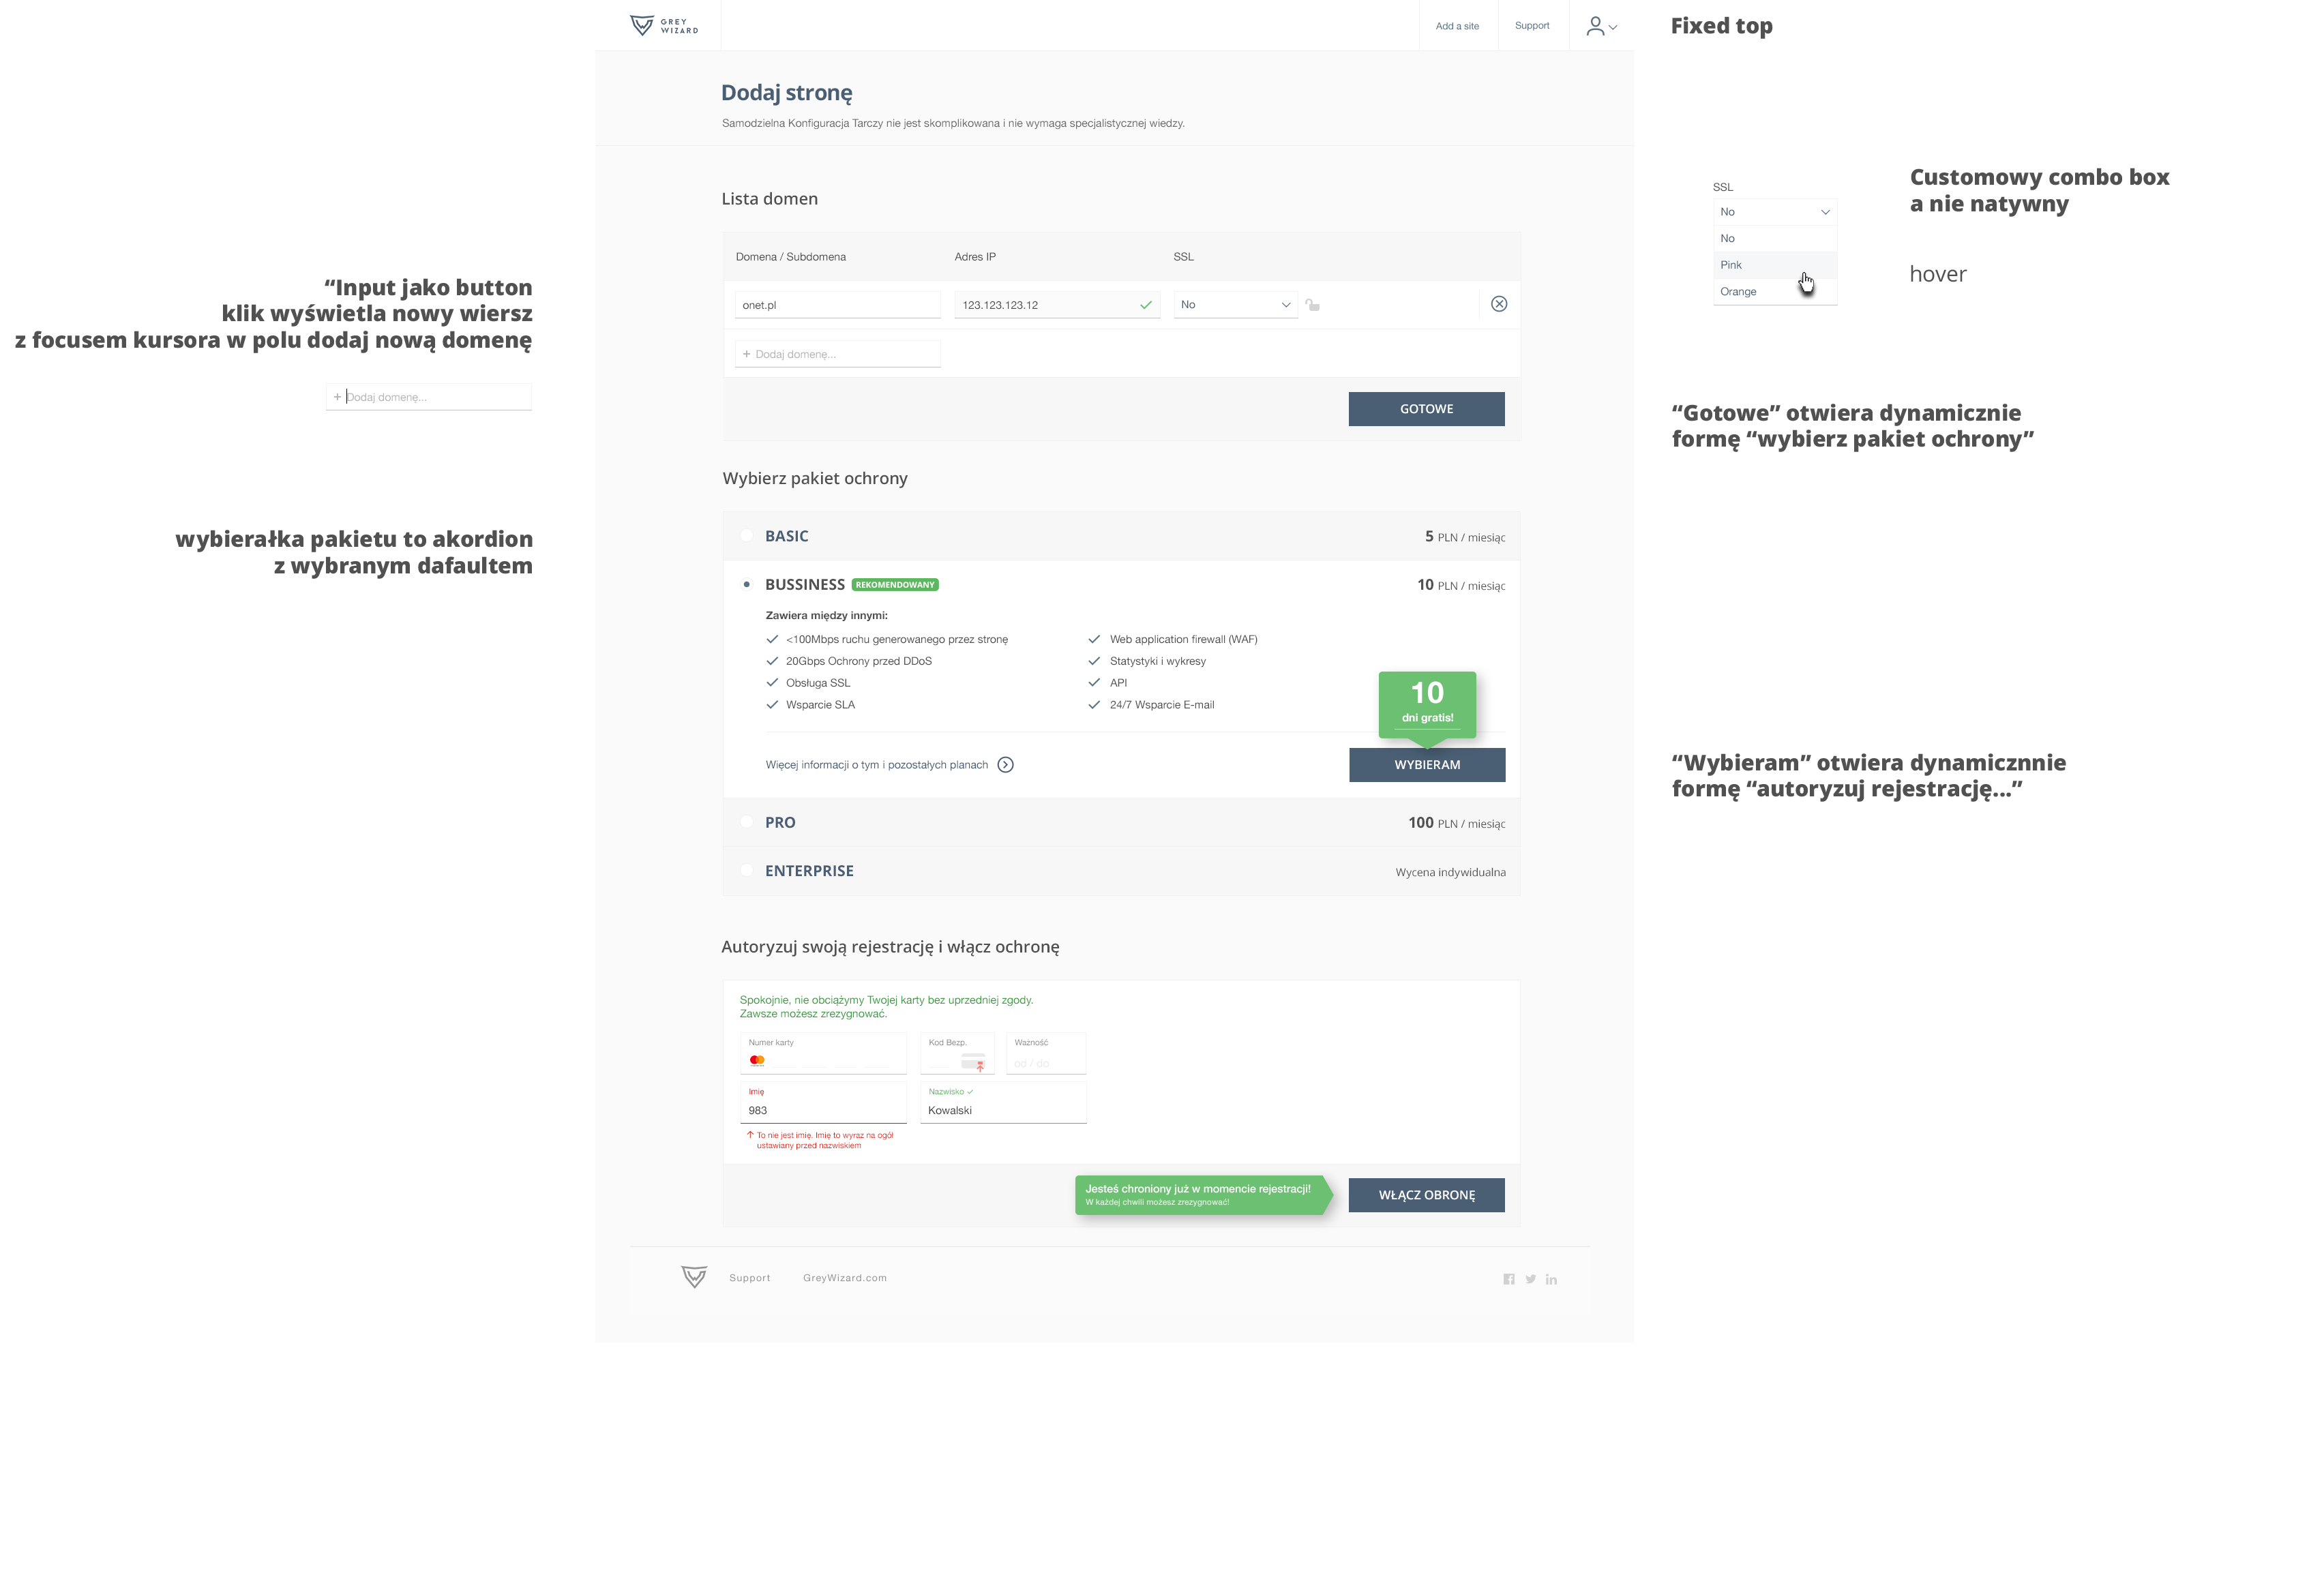 GREY
WIZARD
Add a site
Support
Fixed top
Dodaj stronę
Samodzielna Konfiguracja Tarczy nie jest skomplikowana i nie wymaga specjalistycznej wiedzy.
Customowy combo box
a nie natywny
hover
SSL
No
No
Pink
Orange
Lista domen
Domena / Subdomena
Adres IP
SSL
onet.pl
123.123.123.12
No
+ Dodaj domenę...
GOTOWE
“Input jako button
klik wyświetla nowy wiersz
z focusem kursora w polu dodaj nową domenę
+ Dodaj domenę...
“Gotowe” otwiera dynamicznie
formę “wybierz pakiet ochrony”
Wybierz pakiet ochrony
wybierałka pakietu to akordion
z wybranym dafaultem
BASIC
5 PLN / miesiąc
BUSSINESS REKOMENDOWANY
10 PLN / miesiąc
Zawiera między innymi:
<100Mbps ruchu generowanego przez stronę
20Gbps Ochrony przed DDoS
Obsługa SSL
Wsparcie SLA
Web application firewall (WAF)
Statystyki i wykresy
API
24/7 Wsparcie E-mail
10
dni gratis!
Więcej informacji o tym i pozostałych planach
WYBIERAM
“Wybieram” otwiera dynamicznnie
formę “autoryzuj rejestrację...”
PRO
100 PLN / miesiąc
ENTERPRISE
Wycena indywidualna
Autoryzuj swoją rejestrację i włącz ochronę
Spokojnie, nie obciążymy Twojej karty bez uprzedniej zgody.
Zawsze możesz zrezygnować.
Numer karty
Kod Bezp.
Ważność
od / do
Imię
983
Nazwisko
Kowalski
To nie jest imię. Imię to wyraz na ogół
ustawiany przed nazwiskiem
Jesteś chroniony już w momencie rejestracji!
W każdej chwili możesz zrezygnować!
WŁĄCZ OBRONĘ
Support
GreyWizard.com